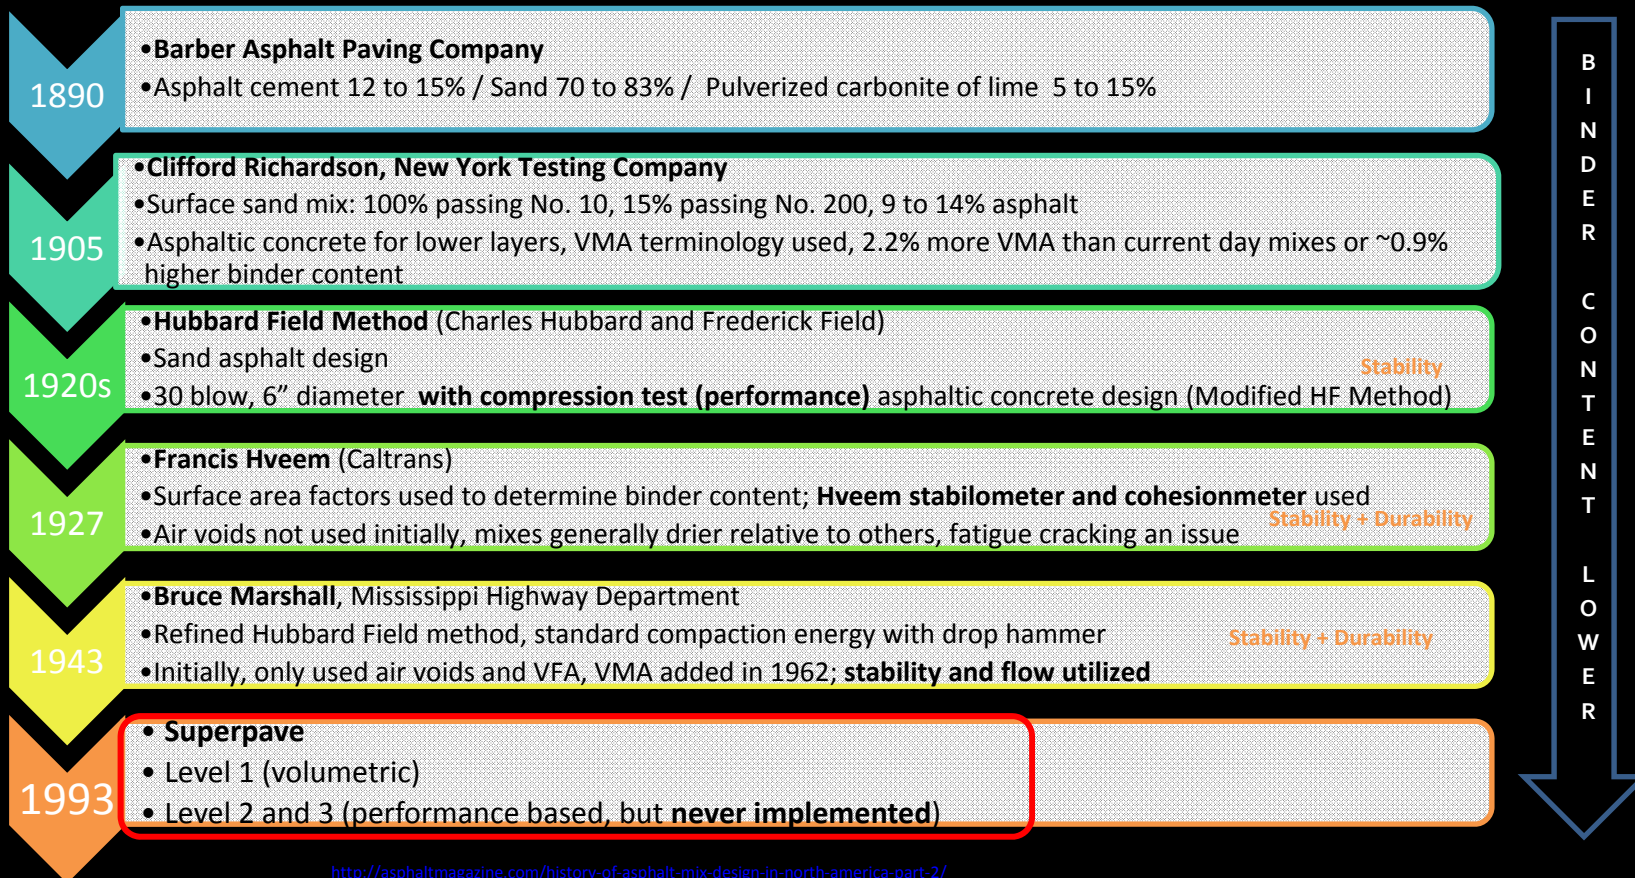 1890
•Barber Asphalt Paving Company
•Asphalt cement 12 to 15% / Sand 70 to 83% / Pulverized carbonite of lime 5 to 15%
1905
•Clifford Richardson, New York Testing Company
•Surface sand mix: 100% passing No. 10, 15% passing No. 200, 9 to 14% asphalt
•Asphaltic concrete for lower layers, VMA terminology used, 2.2% more VMA than current day mixes or ~0.9%
higher binder content
1920s
•Hubbard Field Method (Charles Hubbard and Frederick Field)
•Sand asphalt design
Stability
•30 blow, 6” diameter with compression test (performance) asphaltic concrete design (Modified HF Method)
1927
•Francis Hveem (Caltrans)
•Surface area factors used to determine binder content; Hveem stabilometer and cohesionmeter used
Stability + Durability
•Air voids not used initially, mixes generally drier relative to others, fatigue cracking an issue
1943
•Bruce Marshall, Mississippi Highway Department
•Refined Hubbard Field method, standard compaction energy with drop hammer
Stability + Durability
•Initially, only used air voids and VFA, VMA added in 1962; stability and flow utilized
1993
• Superpave
• Level 1 (volumetric)
• Level 2 and 3 (performance based, but never implemented)
http://asphaltmagazine.com/history-of-asphalt-mix-design-in-north-america-part-2/
BINDER CONTENT LOWER